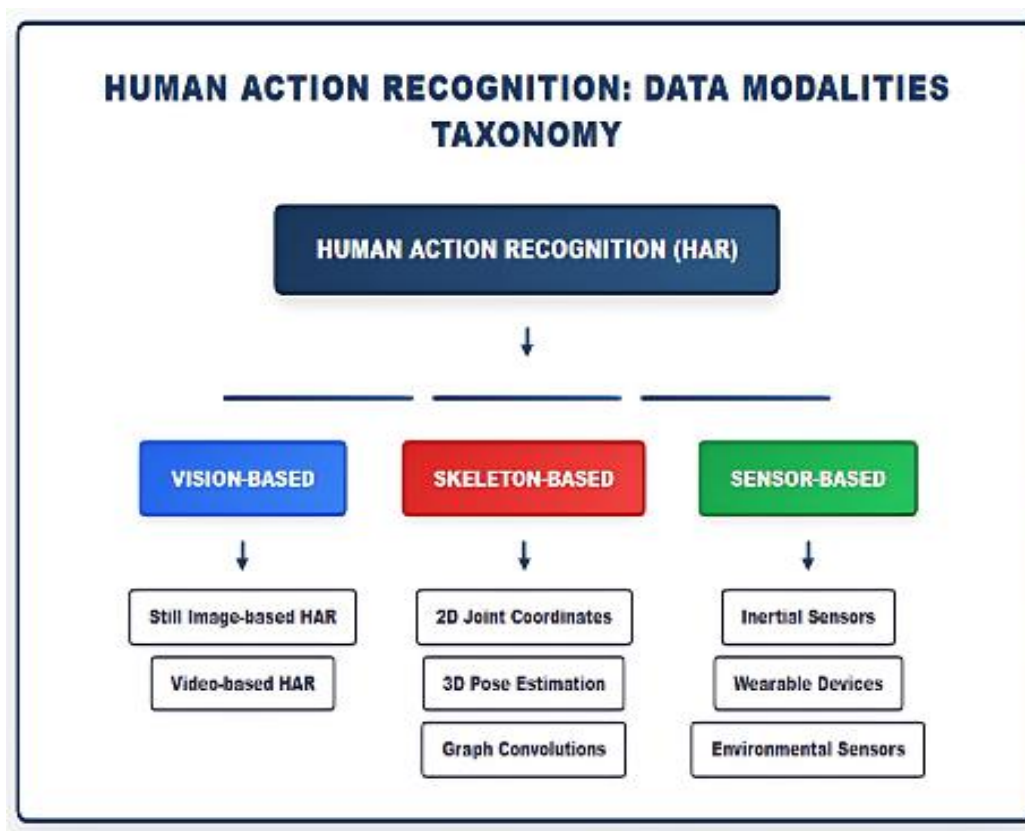 HUMAN ACTION RECOGNITION: DATA MODALITIES
TAXONOMY
HUMAN ACTION RECOGNITION (HAR)
VISION-BASED
SKELETON-BASED
SENSOR-BASED
Still Image-based HAR
2D Joint Coordinates
Inertial Sensors
Video-based HAR
3D Pose Estimation
Wearable Devices
Graph Convolutions
Environmental Sensors